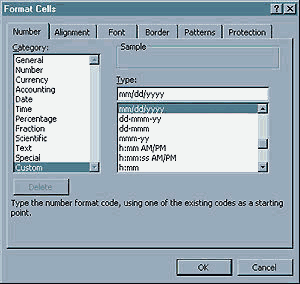 Format Cells
Number
Alignment
Font
Border
Patterns
Protection
Category:
General
Number
Currency
Accounting
Date
Time
Percentage
Fraction
Scientific
Text
Special
Custom
Sample
Type:
mm/dd/yyyy
mm/dd/yyyy
dd-mmm-yy
dd-mmm
mmm-yy
h:mm AM/PM
h:mm:ss AM/PM
h:mm
Delete
Type the number format code, using one of the existing codes as a starting
point.
OK
Cancel